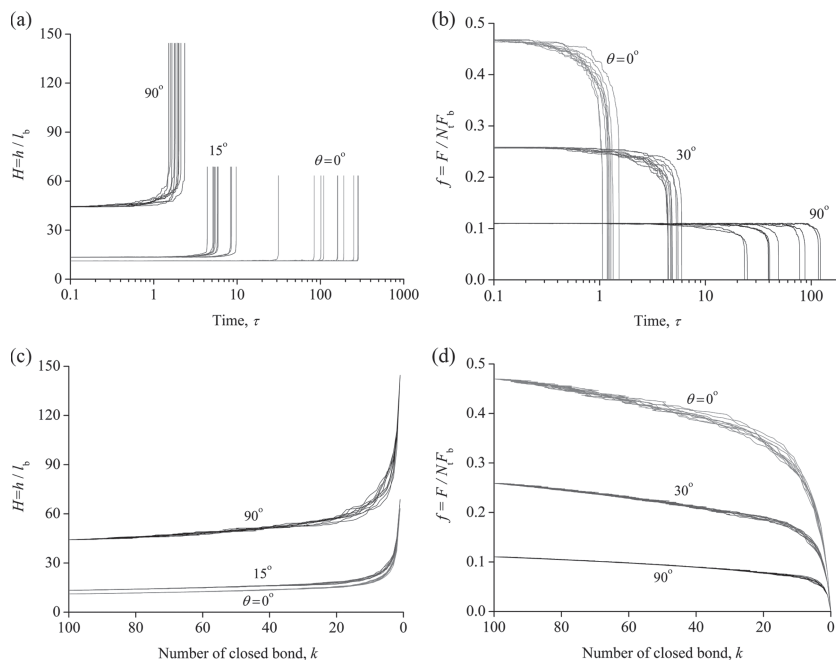 (a)
150
120
90
60
30
0
H=h / l_b
90°
15°
θ=0°
0.1 1 10 100 1000
Time, τ
(b)
0.5
0.4
0.3
0.2
0.1
0.0
f = F / N_t F_b
θ=0°
30°
90°
0.1 1 10 100
Time, τ
(c)
150
120
90
60
30
0
H=h / l_b
90°
15°
θ=0°
100 80 60 40 20 0
Number of closed bond, k
(d)
0.5
0.4
0.3
0.2
0.1
0.0
f = F / N_t F_b
θ=0°
30°
90°
100 80 60 40 20 0
Number of closed bond, k